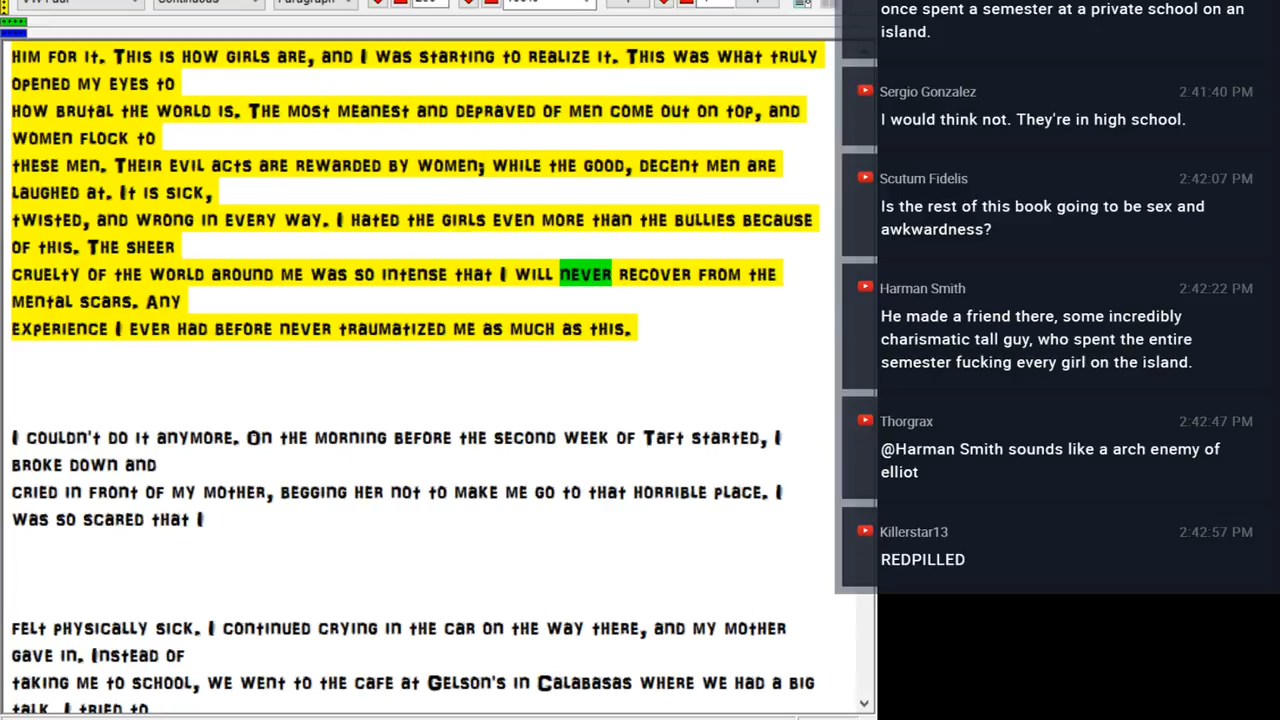 Continuous
Paragraph
HIM FOR IT. THIS IS HOW GIRLS ARE, AND I WAS STARTING TO REALIZE IT. THIS WAS WHAT TRULY
OPENED MY EYES TO
HOW BRUTAL THE WORLD IS. THE MOST MEANEST AND DEPRAVED OF MEN COME OUT ON TOP, AND
WOMEN FLOCK TO
THESE MEN. THEIR EVIL ACTS ARE REWARDED BY WOMEN; WHILE THE GOOD, DECENT MEN ARE
LAUGHED AT. IT IS SICK,
TWISTED, AND WRONG IN EVERY WAY. I HATED THE GIRLS EVEN MORE THAN THE BULLIES BECAUSE
OF THIS. THE SHEER
CRUELTY OF THE WORLD AROUND ME WAS SO INTENSE THAT I WILL NEVER RECOVER FROM THE
MENTAL SCARS. ANY
EXPERIENCE I EVER HAD BEFORE NEVER TRAUMATIZED ME AS MUCH AS THIS.
I COULDN'T DO IT ANYMORE. ON THE MORNING BEFORE THE SECOND WEEK OF TAFT STARTED, I
BROKE DOWN AND
CRIED IN FRONT OF MY MOTHER, BEGGING HER NOT TO MAKE ME GO TO THAT HORRIBLE PLACE. I
WAS SO SCARED THAT I
FELT PHYSICALLY SICK. I CONTINUED CRYING IN THE CAR ON THE WAY THERE, AND MY MOTHER
GAVE IN. INSTEAD OF
TAKING ME TO SCHOOL, WE WENT TO THE CAFE AT GELSON'S IN CALABASAS WHERE WE HAD A BIG
TALK. I TRIED TO
once spent a semester at a private school on an
island.
Sergio Gonzalez 2:41:40 PM
I would think not. They're in high school.
Scutum Fidelis 2:42:07 PM
Is the rest of this book going to be sex and
awkwardness?
Harman Smith 2:42:22 PM
He made a friend there, some incredibly
charismatic tall guy, who spent the entire
semester fucking every girl on the island.
Thorgrax 2:42:47 PM
@Harman Smith sounds like a arch enemy of
elliot
Killerstar13 2:42:57 PM
REDPILLED